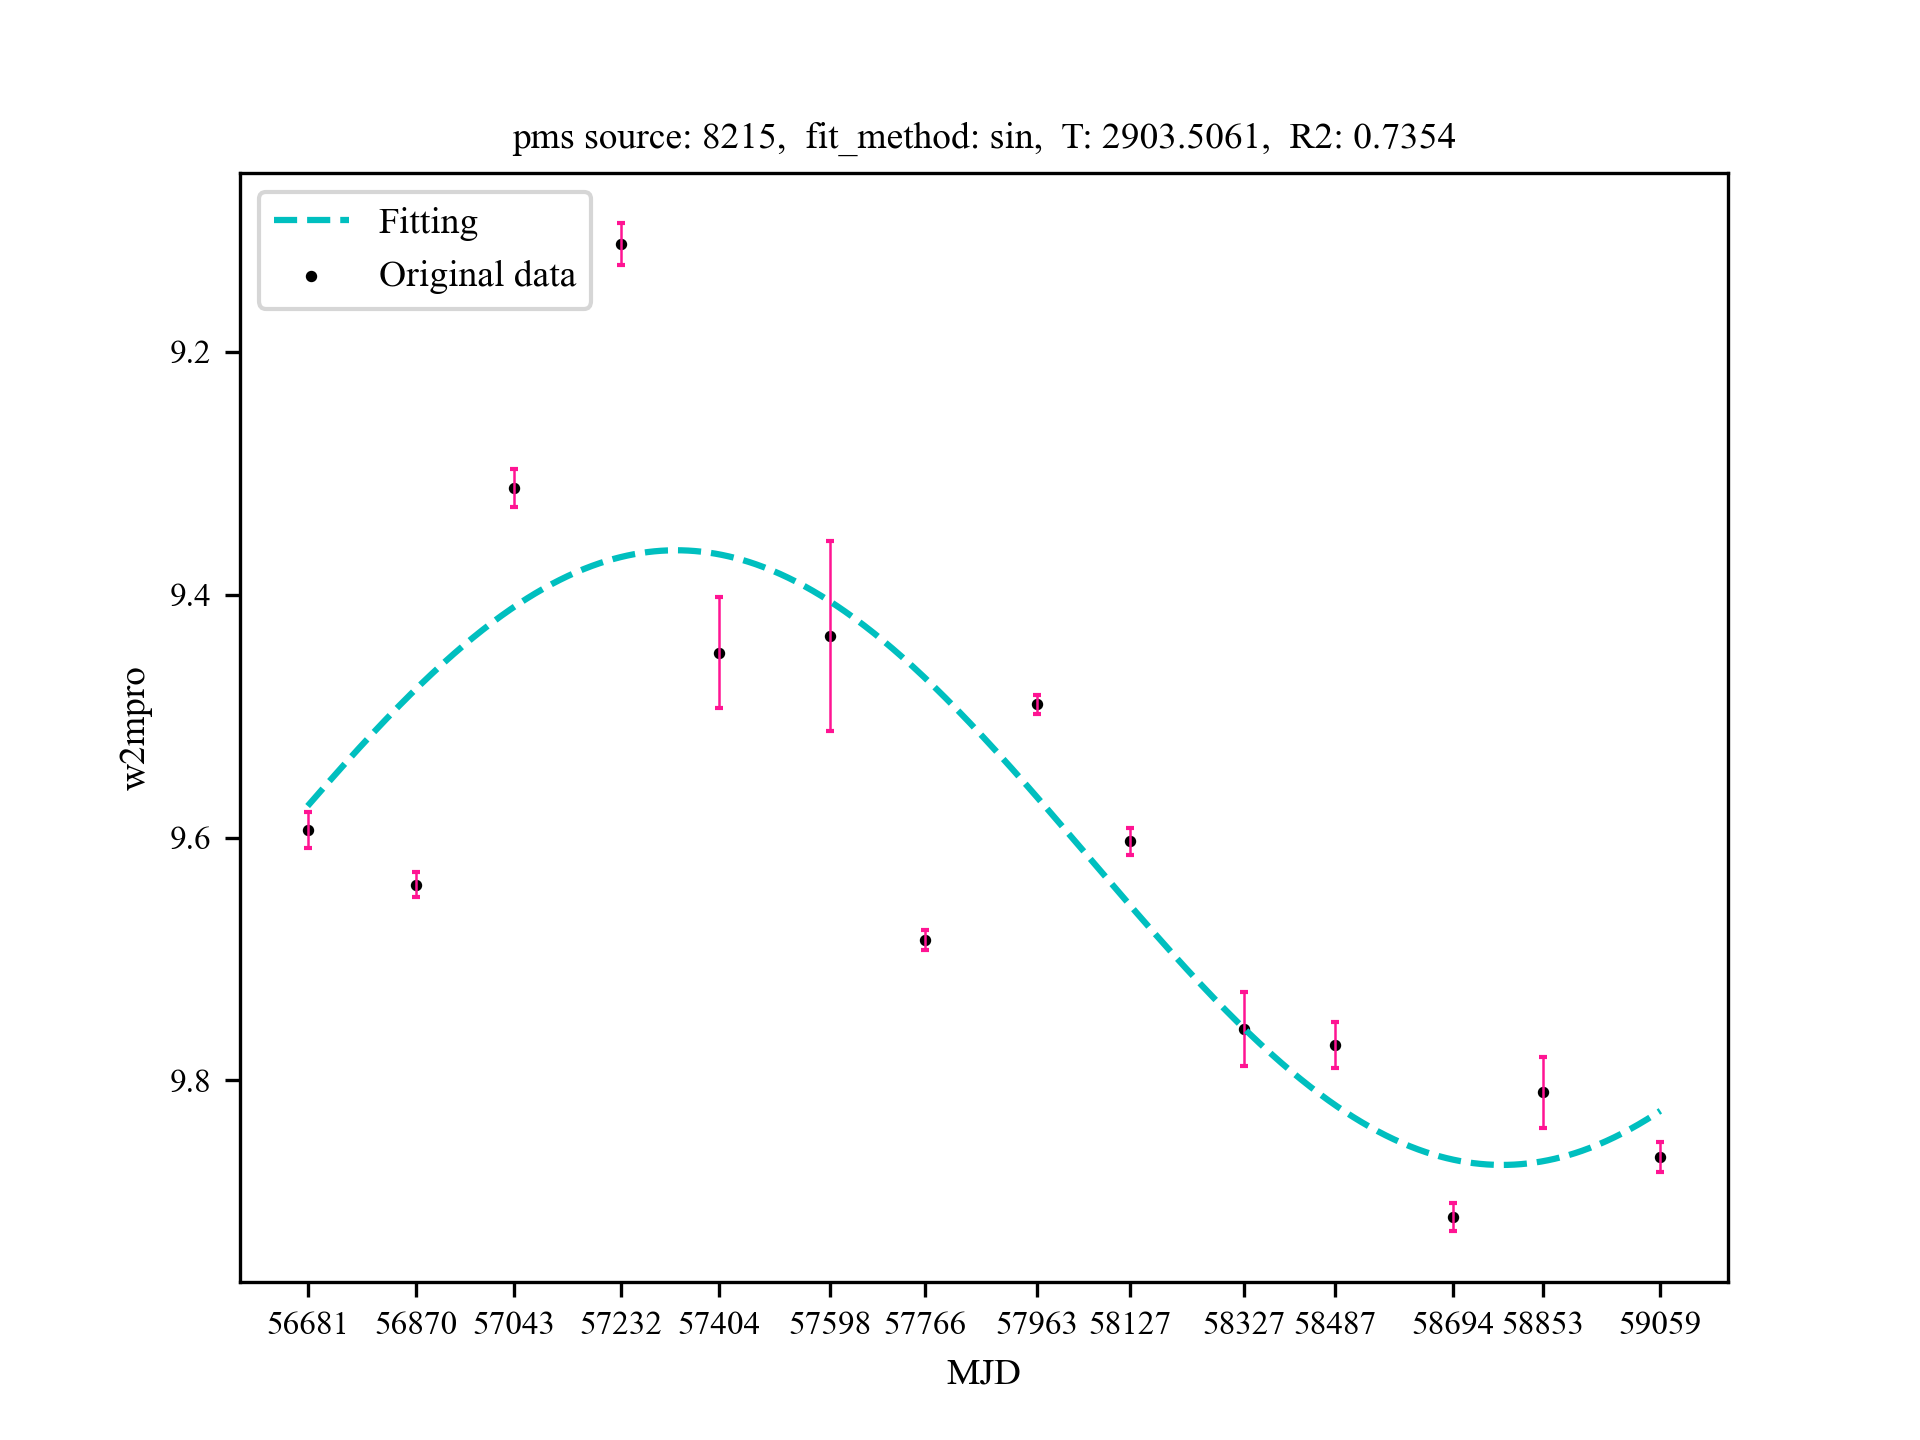 pms source: 8215,  fit_method: sin,  T: 2903.5061,  R2: 0.7354
Fitting
Original data
9.2
9.4
9.6
9.8
w2mpro
56681 56870 57043 57232 57404 57598 57766 57963 58127 58327 58487 58694 58853 59059
MJD